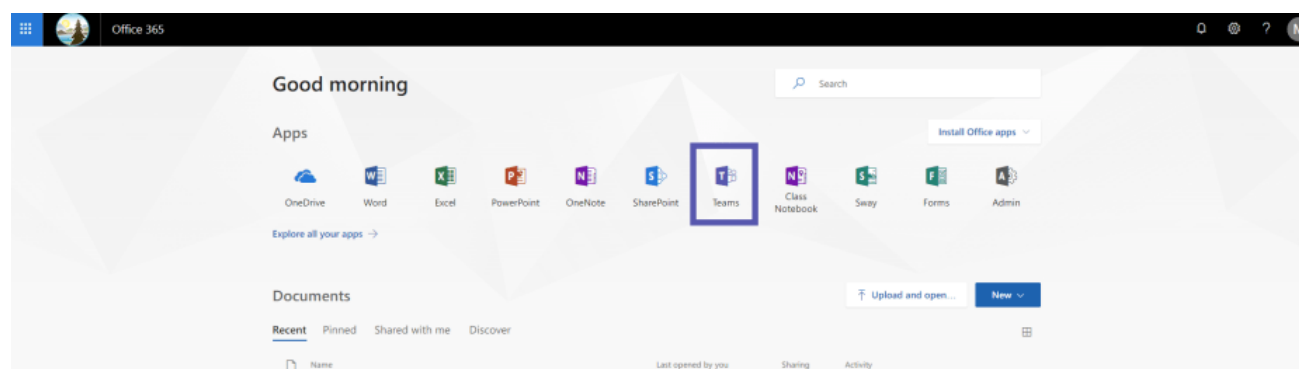 Office 365
?
Good morning
Search
Apps
Install Office apps
OneDrive
Word
Excel
PowerPoint
OneNote
SharePoint
Teams
Class
Notebook
Sway
Forms
Admin
Explore all your apps →
Documents
Upload and open...
New
Recent Pinned Shared with me Discover
Name Last opened by you Sharing Activity